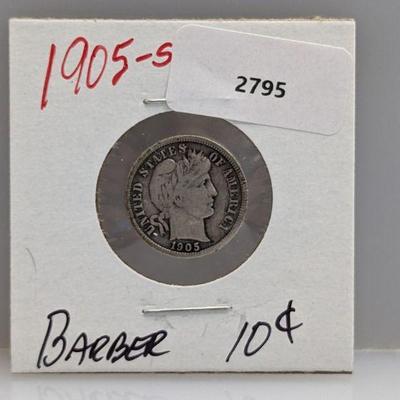 1905-S
2795
UNITED STATES OF AMERICA
1905
BARBER 10¢